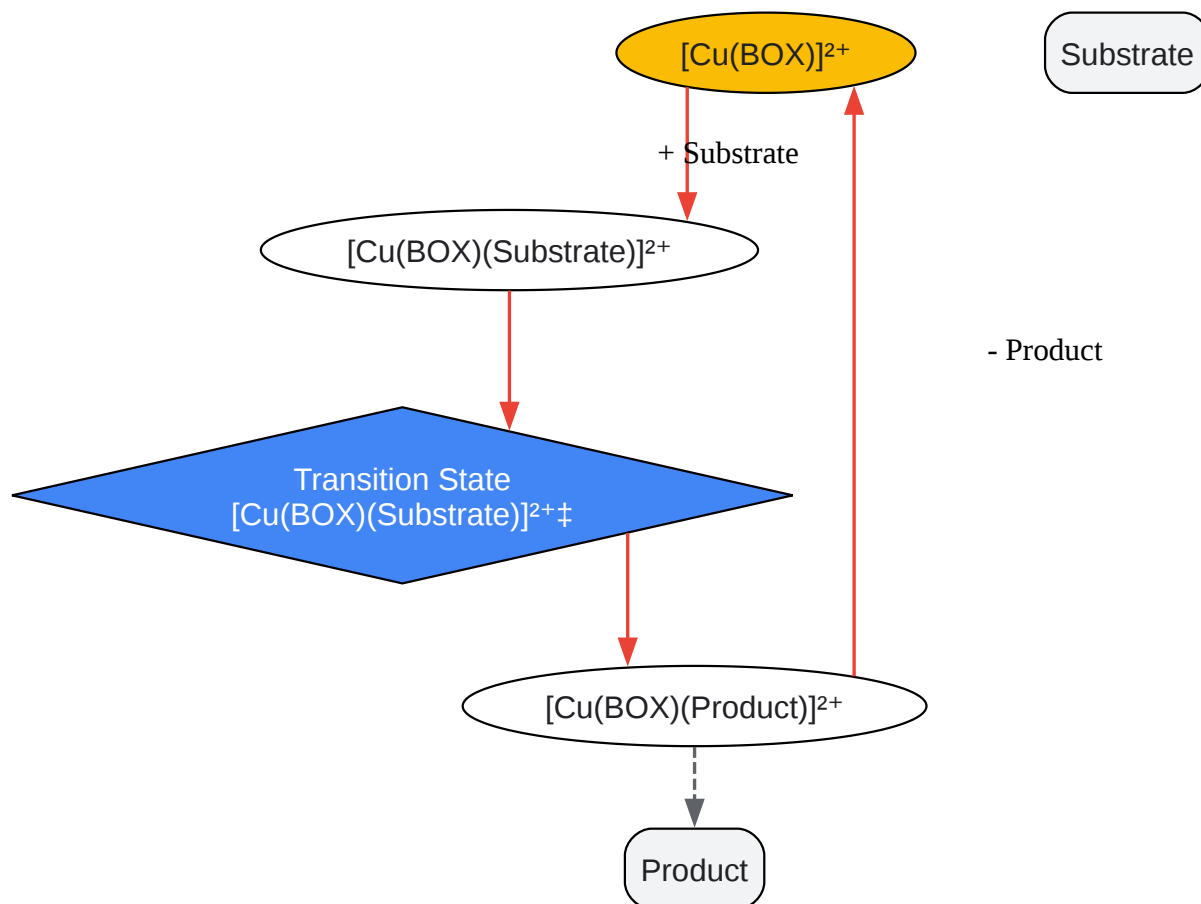 [Cu(BOX)]²⁺
Substrate
+ Substrate
[Cu(BOX)(Substrate)]²⁺
- Product
Transition State
[Cu(BOX)(Substrate)]²⁺‡
[Cu(BOX)(Product)]²⁺
Product